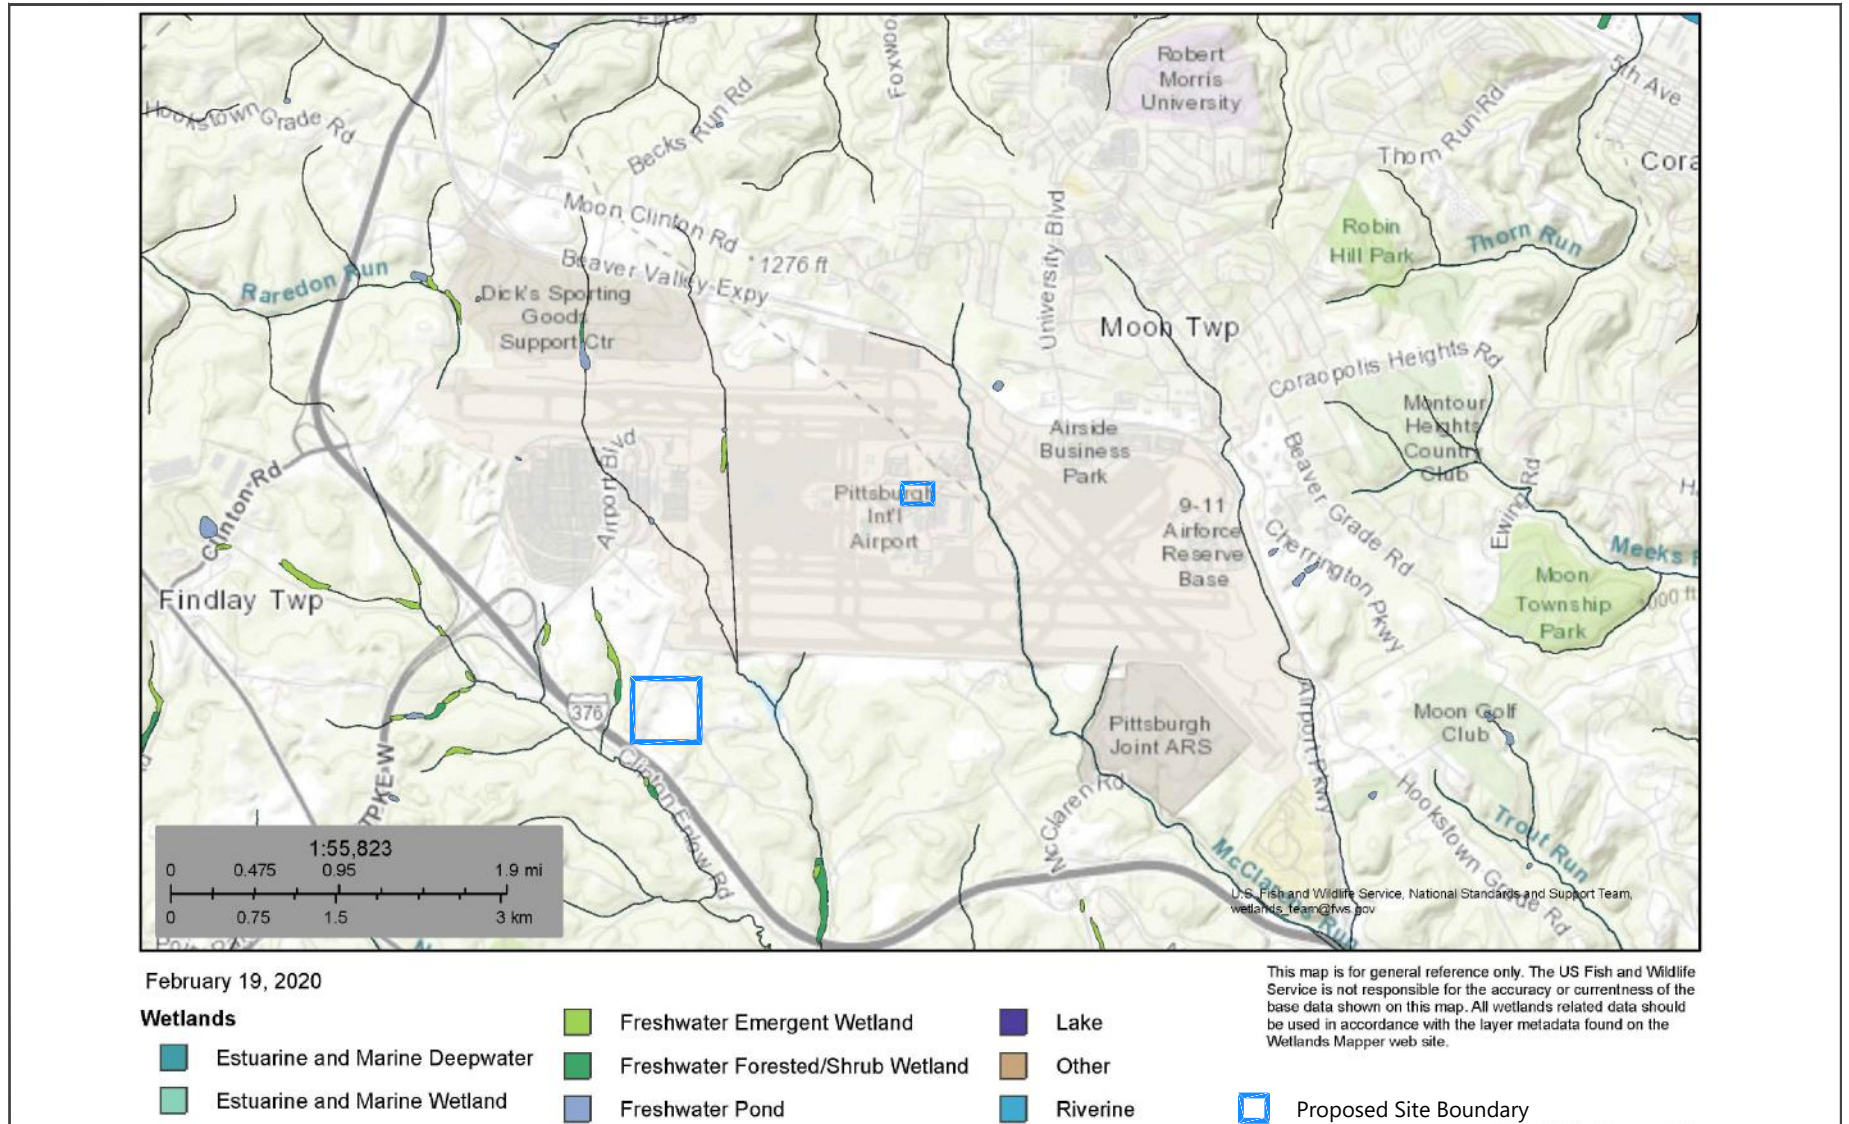 Robert
Morris
University
Foxwoo
5th Ave
Hookstown Grade Rd
Becks Run Rd
Thorn Run Rd
Cora
Moon Clinton Rd
University Blvd
Robin
Hill Park
Thorn Run
Beaver Valley Expy
1276 ft
Raredon Run
Dick's Sporting
Goods
Support Ctr
Moon Twp
Coraopolis Heights Rd
Montour
Heights
Country
Club
Airside
Business
Park
Airport Blvd
Clinton Rd
Beaver Grade Rd
Ewing Rd
Pittsburgh
Int'l
Airport
9-11
Airforce
Reserve
Base
Cherrington Pkwy
Meeks
Findlay Twp
Moon
Township
Park
1000 ft
376
Pittsburgh
Joint ARS
Airport Pkwy
Moon Golf
Club
TPKE W
Clinton Enlow Rd
McClaren Rd
Hookstown Grade Rd
Trout Run
McClarens Run
1:55,823
0 0.475 0.95 1.9 mi
0 0.75 1.5 3 km
U.S. Fish and Wildlife Service, National Standards and Support Team,
wetlands_team@fws.gov
February 19, 2020
This map is for general reference only. The US Fish and Wildlife
Service is not responsible for the accuracy or currentness of the
base data shown on this map. All wetlands related data should
be used in accordance with the layer metadata found on the
Wetlands Mapper web site.
Wetlands
Estuarine and Marine Deepwater
Estuarine and Marine Wetland
Freshwater Emergent Wetland
Freshwater Forested/Shrub Wetland
Freshwater Pond
Lake
Other
Riverine
Proposed Site Boundary